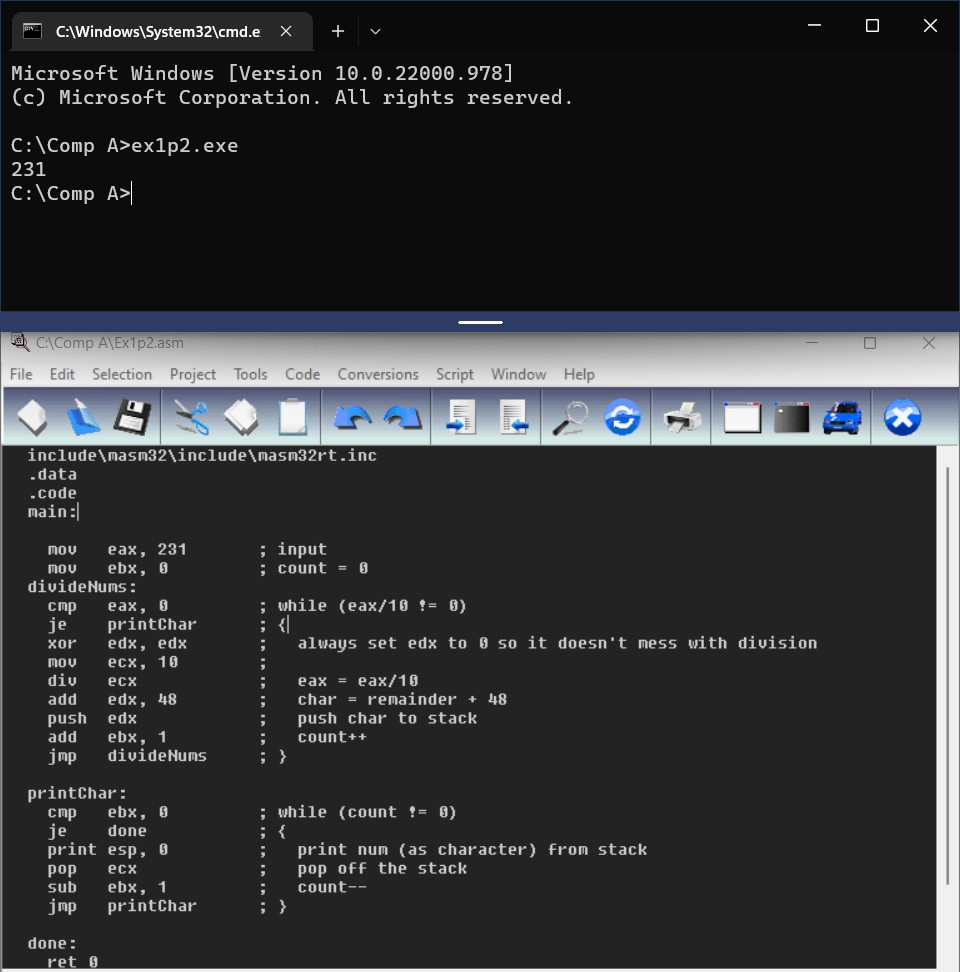 C:\Windows\System32\cmd.e
Microsoft Windows [Version 10.0.22000.978]
(c) Microsoft Corporation. All rights reserved.
C:\Comp A>ex1p2.exe
231
C:\Comp A>
C:\Comp A\Ex1p2.asm
File Edit Selection Project Tools Code Conversions Script Window Help
include\masm32\include\masm32rt.inc
.data
.code
main:
mov eax, 231 ; input
mov ebx, 0 ; count = 0
divideNums:
cmp eax, 0 ; while (eax/10 != 0)
je printChar ; {
xor edx, edx ; always set edx to 0 so it doesn't mess with division
mov ecx, 10 ;
div ecx ; eax = eax/10
add edx, 48 ; char = remainder + 48
push edx ; push char to stack
add ebx, 1 ; count++
jmp divideNums ; }
printChar:
cmp ebx, 0 ; while (count != 0)
je done ; {
print esp, 0 ; print num (as character) from stack
pop ecx ; pop off the stack
sub ebx, 1 ; count--
jmp printChar ; }
done:
ret 0